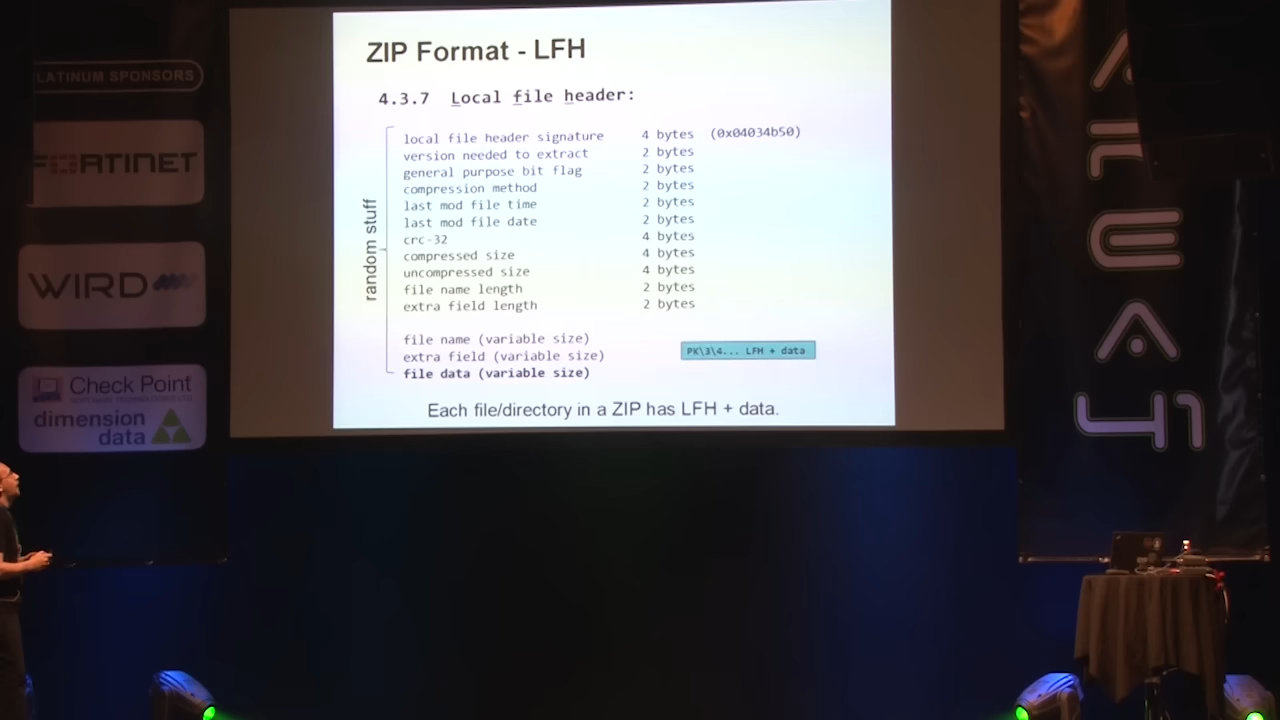 ZIP Format - LFH
4.3.7 Local file header:
local file header signature 4 bytes (0x04034b50)
version needed to extract 2 bytes
general purpose bit flag 2 bytes
compression method 2 bytes
last mod file time 2 bytes
last mod file date 2 bytes
crc-32 4 bytes
compressed size 4 bytes
uncompressed size 4 bytes
file name length 2 bytes
extra field length 2 bytes
file name (variable size)
extra field (variable size)
file data (variable size)
random stuff
PK\3\4... LFH + data
Each file/directory in a ZIP has LFH + data.
LATINUM SPONSORS
FORTINET
WIRD
Check Point
dimension
data
AREA41